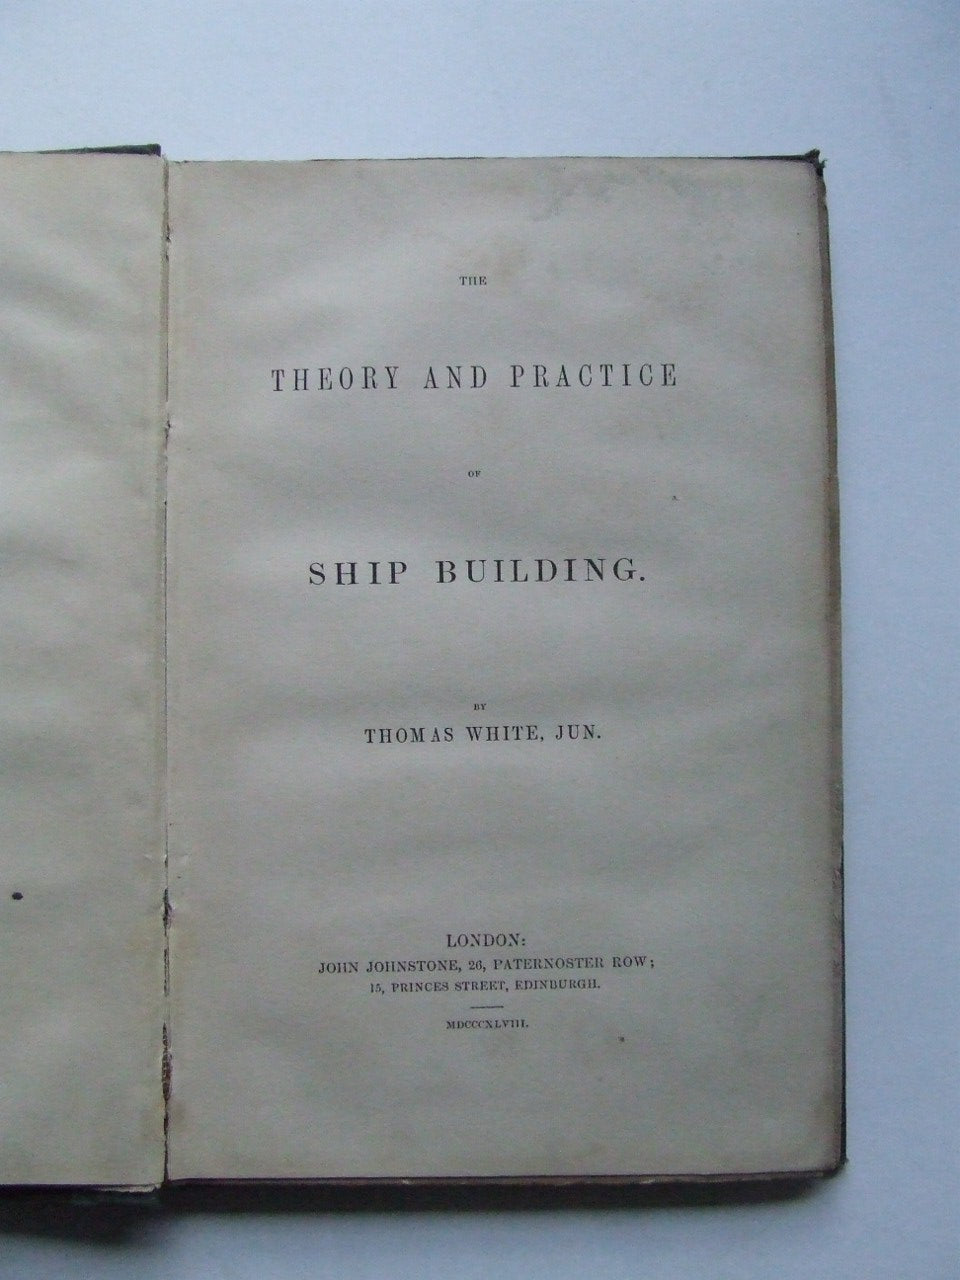 THE
THEORY AND PRACTICE
OF
SHIP BUILDING.
BY
THOMAS WHITE, JUN.
LONDON:
JOHN JOHNSTONE, 26, PATERNOSTER ROW;
15, PRINCES STREET, EDINBURGH.
MDCCCXLVIII.